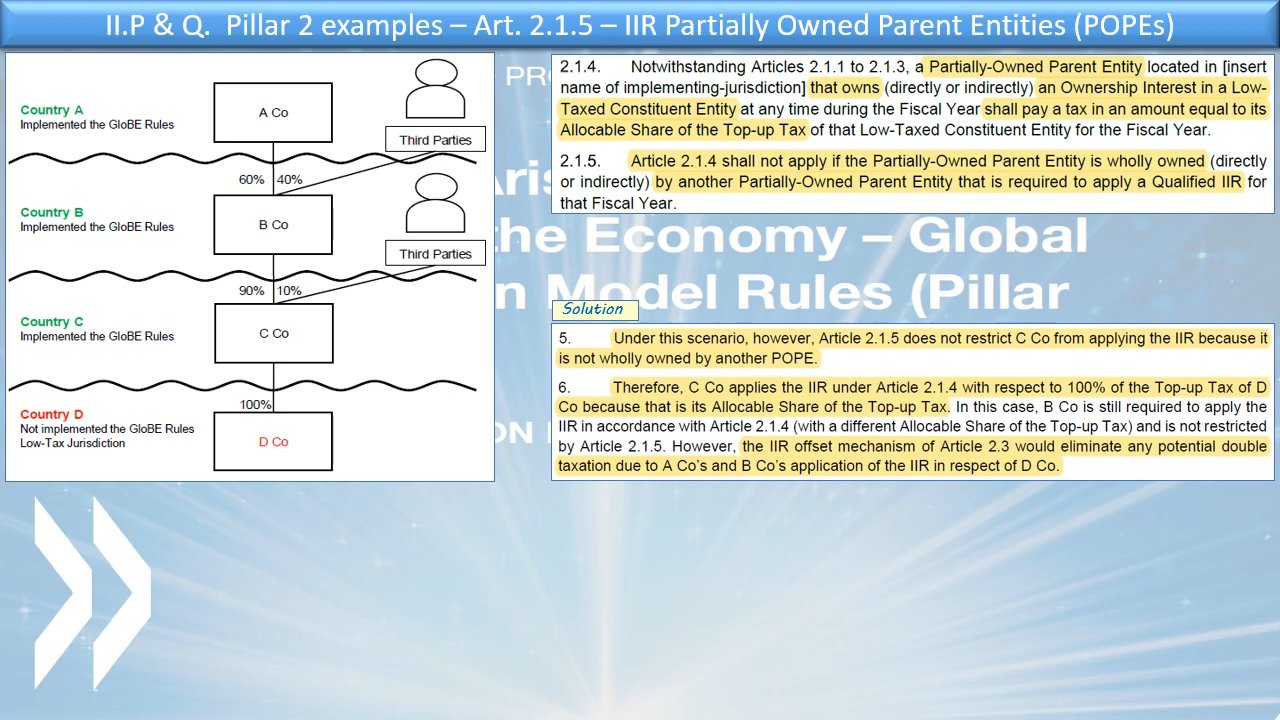 II.P & Q. Pillar 2 examples – Art. 2.1.5 – IIR Partially Owned Parent Entities (POPEs)
Country A
Implemented the GloBE Rules
A Co
Third Parties
60% 40%
Country B
Implemented the GloBE Rules
B Co
Third Parties
90% 10%
Country C
Implemented the GloBE Rules
C Co
100%
Country D
Not implemented the GloBE Rules
Low-Tax Jurisdiction
D Co
2.1.4. Notwithstanding Articles 2.1.1 to 2.1.3, a Partially-Owned Parent Entity located in [insert
name of implementing-jurisdiction] that owns (directly or indirectly) an Ownership Interest in a Low-
Taxed Constituent Entity at any time during the Fiscal Year shall pay a tax in an amount equal to its
Allocable Share of the Top-up Tax of that Low-Taxed Constituent Entity for the Fiscal Year.
2.1.5. Article 2.1.4 shall not apply if the Partially-Owned Parent Entity is wholly owned (directly
or indirectly) by another Partially-Owned Parent Entity that is required to apply a Qualified IIR for
that Fiscal Year.
the Economy – Global
n Model Rules (Pillar
Solution
5. Under this scenario, however, Article 2.1.5 does not restrict C Co from applying the IIR because it
is not wholly owned by another POPE.
6. Therefore, C Co applies the IIR under Article 2.1.4 with respect to 100% of the Top-up Tax of D
Co because that is its Allocable Share of the Top-up Tax. In this case, B Co is still required to apply the
IIR in accordance with Article 2.1.4 (with a different Allocable Share of the Top-up Tax) and is not restricted
by Article 2.1.5. However, the IIR offset mechanism of Article 2.3 would eliminate any potential double
taxation due to A Co's and B Co's application of the IIR in respect of D Co.